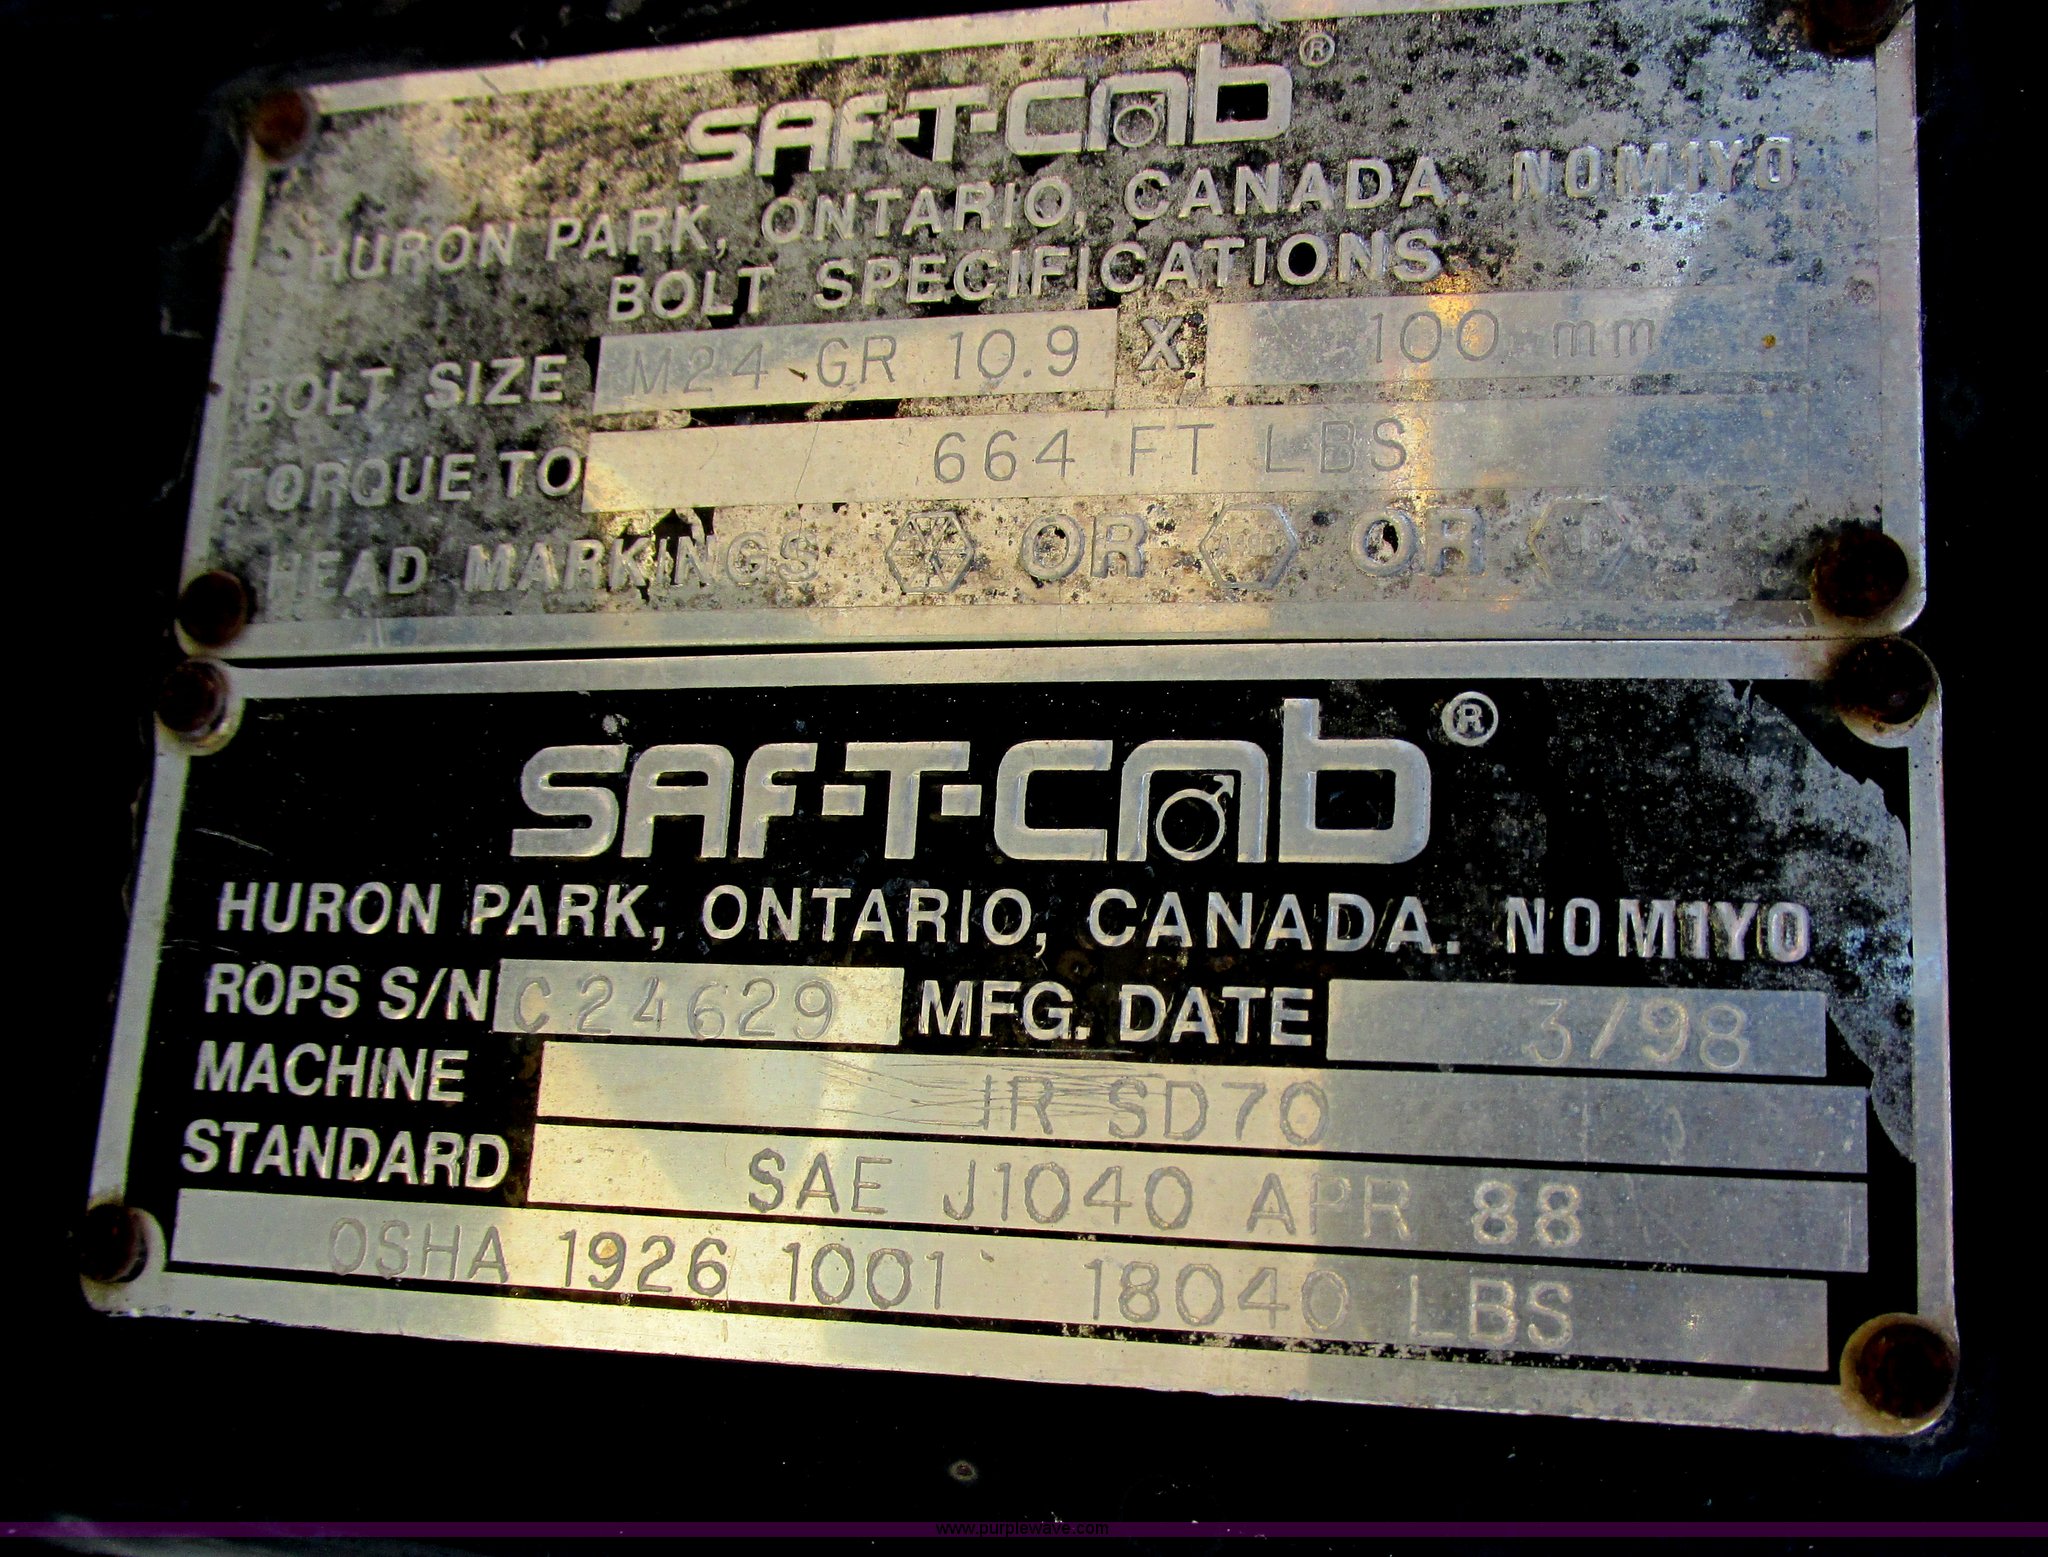 SAF-T-CAB ®
HURON PARK, ONTARIO, CANADA. N0M1Y0
BOLT SPECIFICATIONS
BOLT SIZE M24 GR 10.9 X 100 mm
TORQUE TO 664 FT LBS
HEAD MARKINGS OR OR
SAF-T-CAB ®
HURON PARK, ONTARIO, CANADA. N0M1Y0
ROPS S/N C24629 MFG. DATE 3/98
MACHINE IR SD70
STANDARD SAE J1040 APR 88
OSHA 1926 1001 18040 LBS
www.purplewave.com